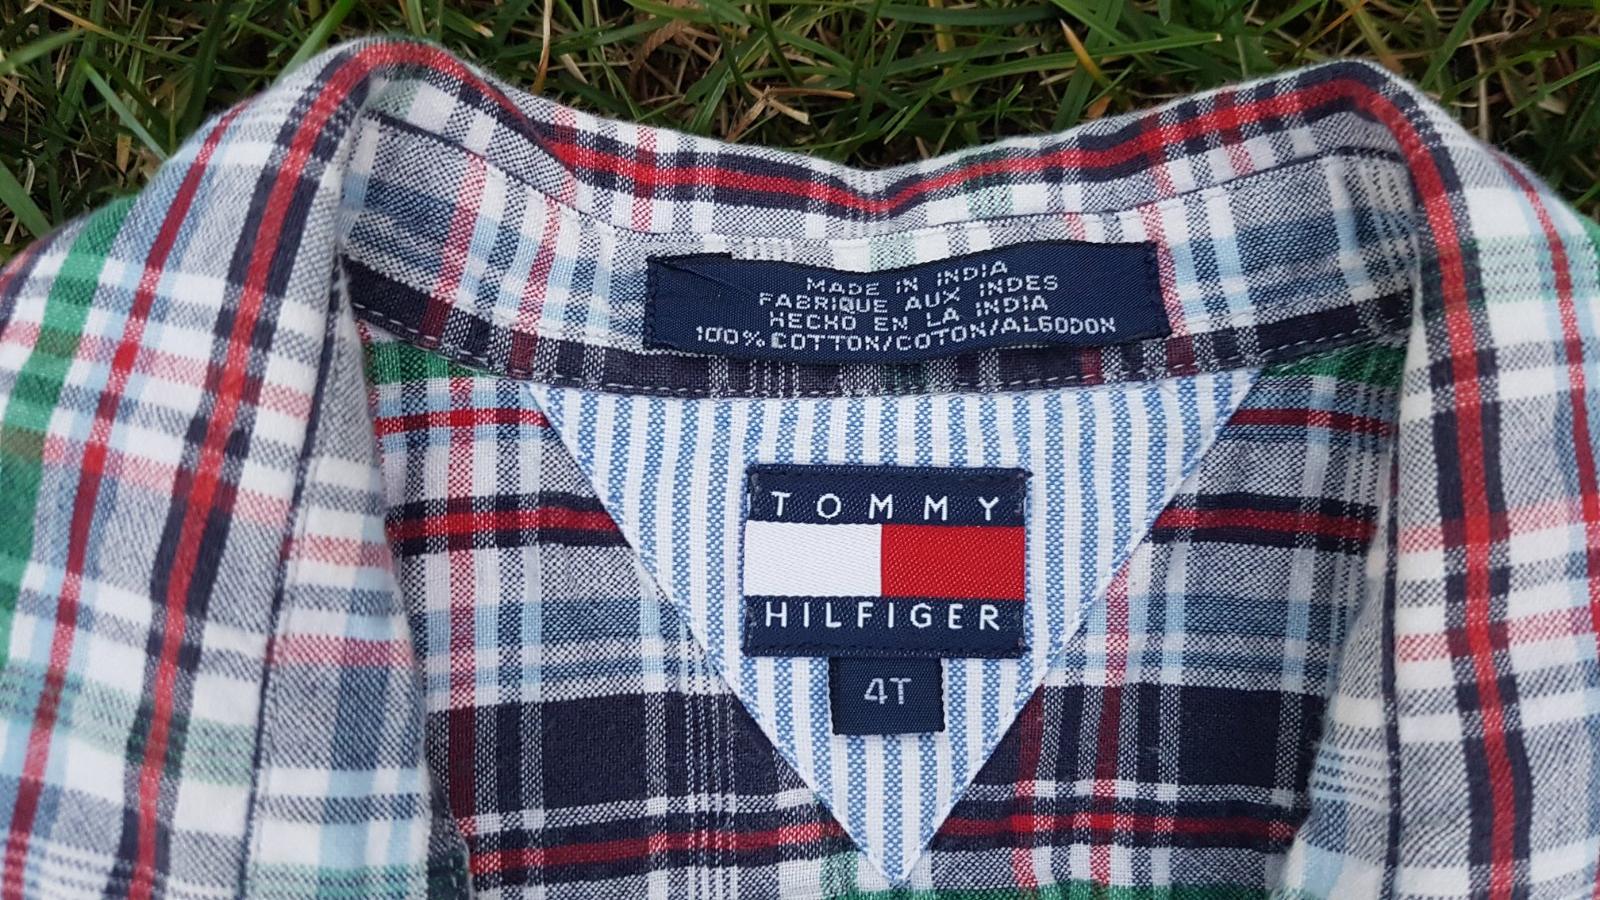 MADE IN INDIA
FABRIQUE AUX INDES
HECHO EN LA INDIA
100% COTTON/COTON/ALGODON
TOMMY
HILFIGER
4T